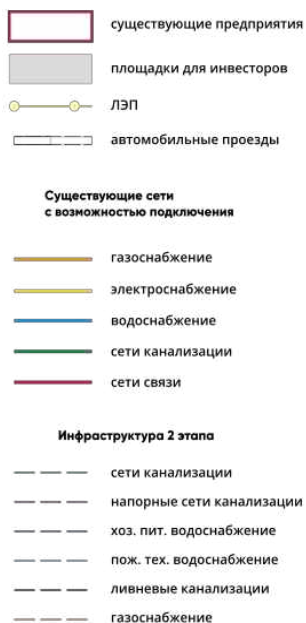 существующие предприятия
площадки для инвесторов
ЛЭП
автомобильные проезды
Существующие сети
с возможностью подключения
газоснабжение
электроснабжение
водоснабжение
сети канализации
сети связи
Инфраструктура 2 этапа
сети канализации
напорные сети канализации
хоз. пит. водоснабжение
пож. тех. водоснабжение
ливневые канализации
газоснабжение